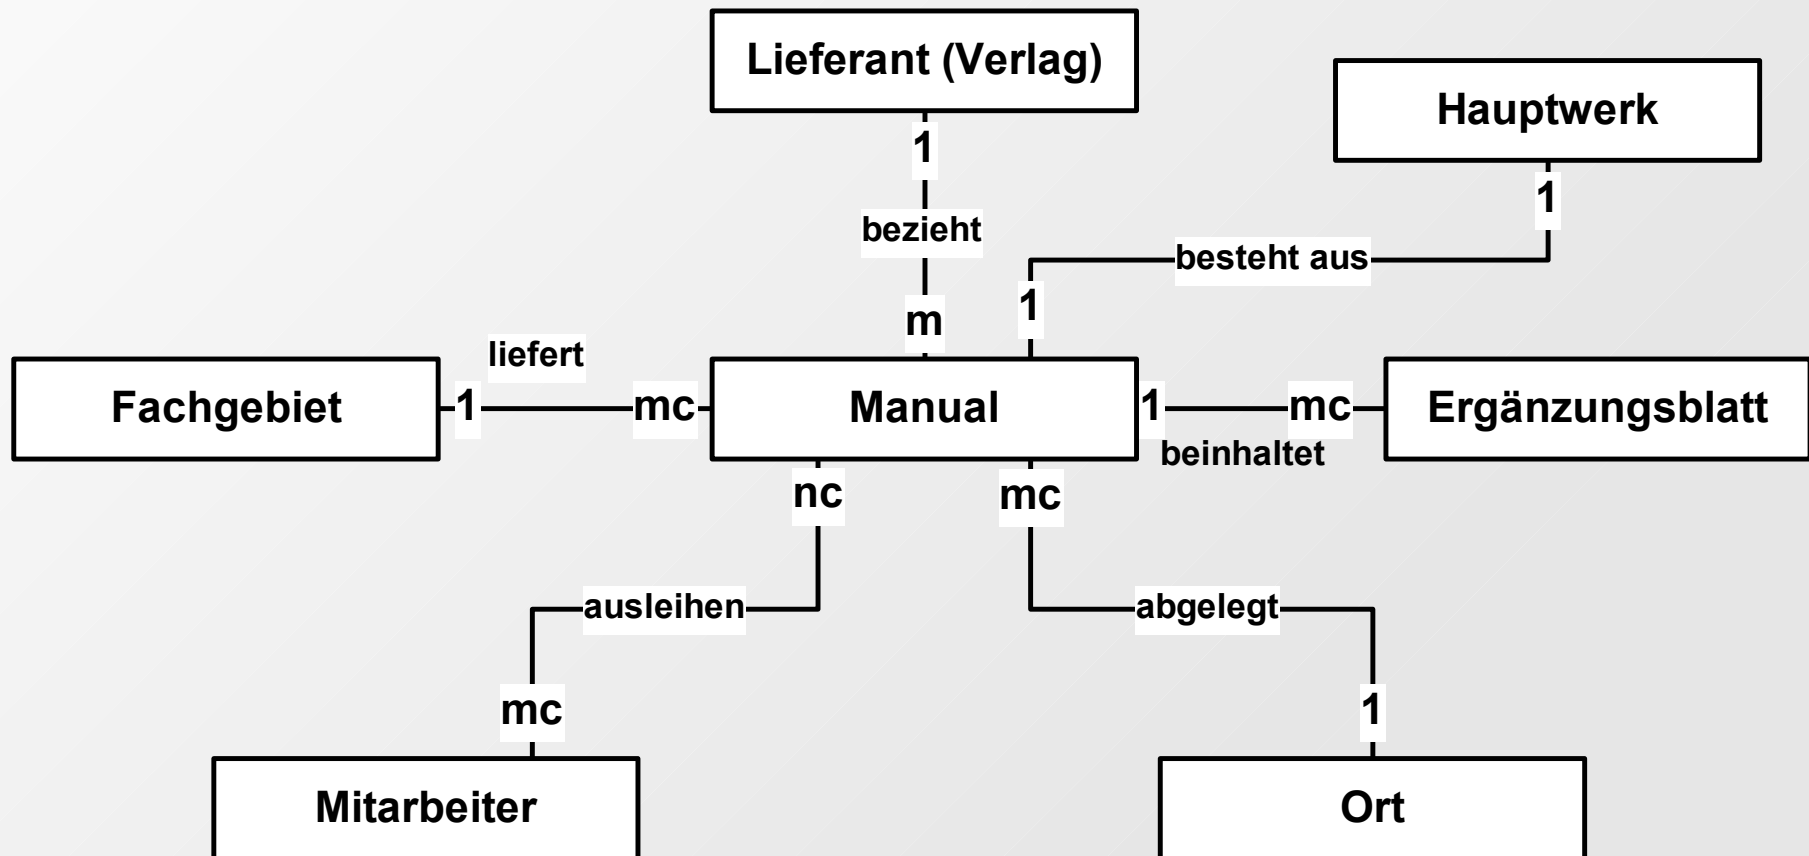 Lieferant (Verlag)
Hauptwerk
1
1
bezieht
besteht aus
m
1
liefert
Fachgebiet
1
mc
Manual
1
mc
Ergänzungsblatt
beinhaltet
nc
mc
ausleihen
abgelegt
mc
1
Mitarbeiter
Ort